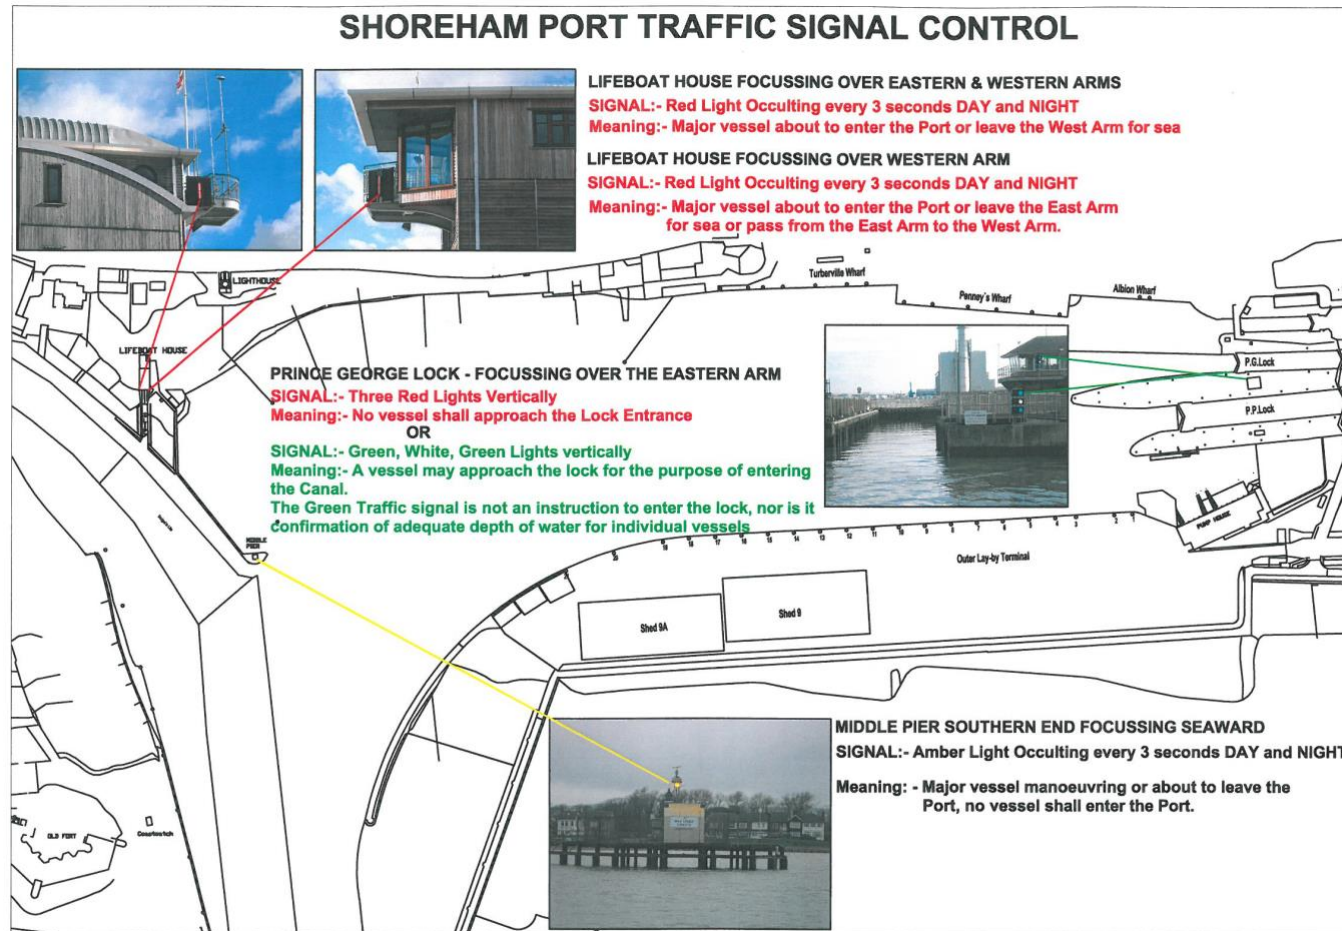 SHOREHAM PORT TRAFFIC SIGNAL CONTROL
LIFEBOAT HOUSE FOCUSSING OVER EASTERN & WESTERN ARMS
SIGNAL:- Red Light Occulting every 3 seconds DAY and NIGHT
Meaning:- Major vessel about to enter the Port or leave the West Arm for sea
LIFEBOAT HOUSE FOCUSSING OVER WESTERN ARM
SIGNAL:- Red Light Occulting every 3 seconds DAY and NIGHT
Meaning:- Major vessel about to enter the Port or leave the East Arm
for sea or pass from the East Arm to the West Arm.
LIGHTHOUSE
Turberville Wharf
Penney's Wharf
Albion Wharf
LIFEBOAT HOUSE
P.G.Lock
P.P.Lock
PRINCE GEORGE LOCK - FOCUSSING OVER THE EASTERN ARM
SIGNAL:- Three Red Lights Vertically
Meaning:- No vessel shall approach the Lock Entrance
OR
SIGNAL:- Green, White, Green Lights vertically
Meaning:- A vessel may approach the lock for the purpose of entering
the Canal.
The Green Traffic signal is not an instruction to enter the lock, nor is it
confirmation of adequate depth of water for individual vessels
PUMP HOUSE
MIDDLE
PIER
Outer Lay-by Terminal
Shed 9A
Shed 9
MIDDLE PIER SOUTHERN END FOCUSSING SEAWARD
SIGNAL:- Amber Light Occulting every 3 seconds DAY and NIGHT
Meaning: - Major vessel manoeuvring or about to leave the
Port, no vessel shall enter the Port.
OLD FORT
Coastwatch